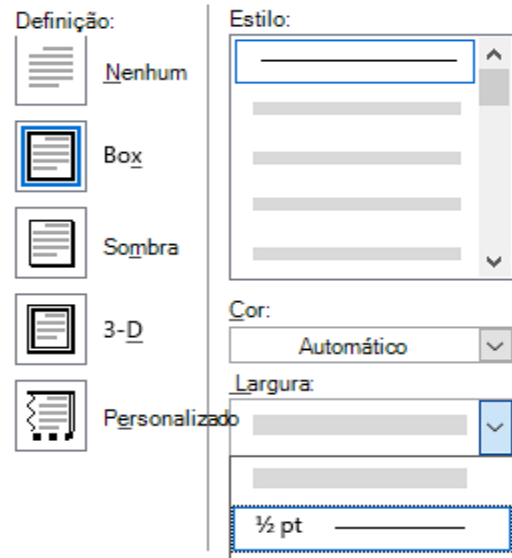 Definição:
Nenhum
Box
Sombra
3-D
Personalizado
Estilo:
Cor:
Automático
Largura:
½ pt